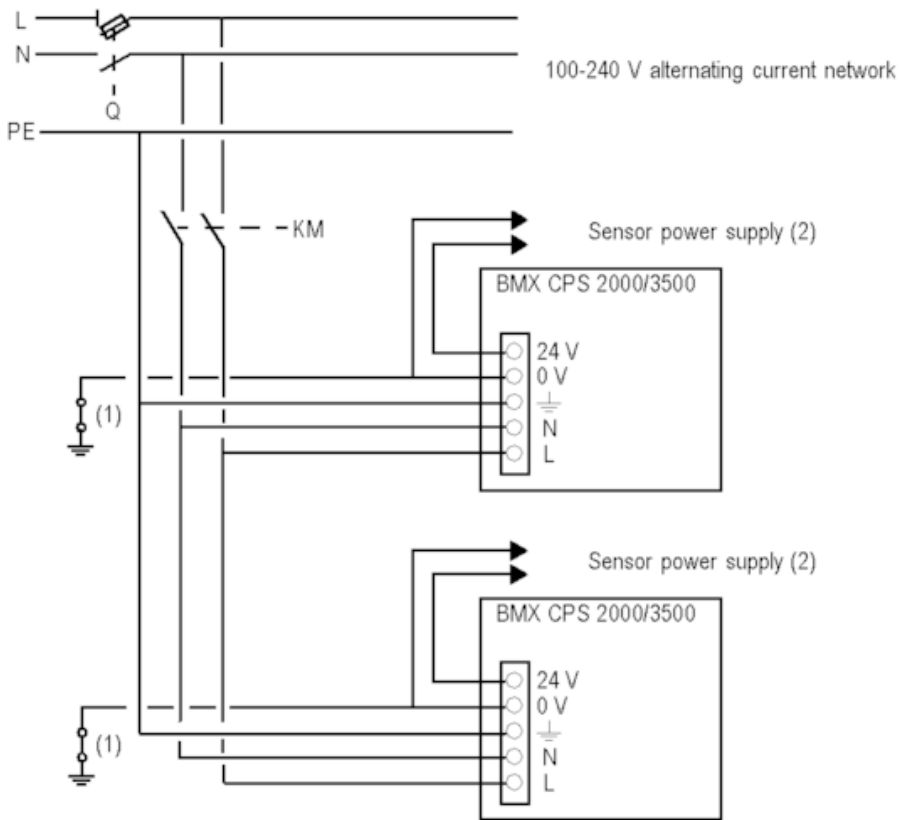 L
N
100-240 V alternating current network
Q
PE
KM
Sensor power supply (2)
BMX CPS 2000/3500
24 V
0 V
(1)
N
L
Sensor power supply (2)
BMX CPS 2000/3500
24 V
0 V
(1)
N
L